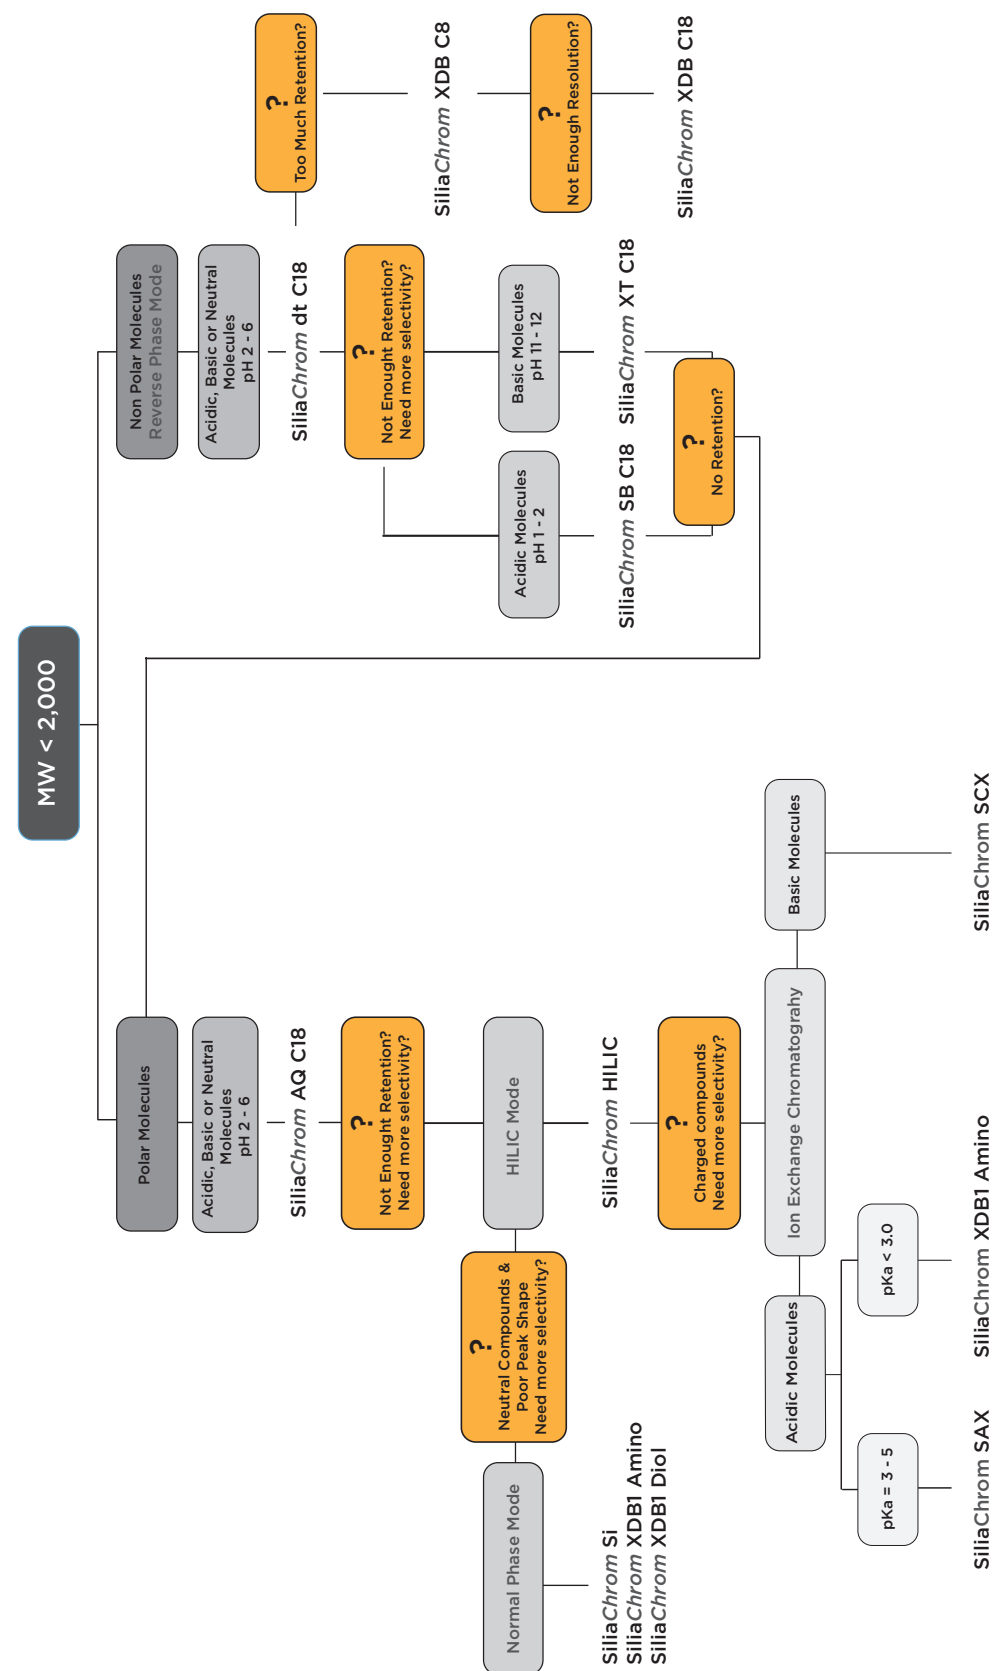 MW < 2,000
Polar Molecules
Acidic, Basic or Neutral
Molecules
pH 2 - 6
SiliaChrom AQ C18
?
Not Enought Retention?
Need more selectivity?
HILIC Mode
?
Neutral Compounds &
Poor Peak Shape
Need more selectivity?
Normal Phase Mode
SiliaChrom Si
SiliaChrom XDB1 Amino
SiliaChrom XDB1 Diol
SiliaChrom HILIC
?
Charged compounds
Need more selectivity?
Ion Exchange Chromatograhy
Acidic Molecules
pKa = 3 - 5
SiliaChrom SAX
pKa < 3.0
SiliaChrom XDB1 Amino
Basic Molecules
SiliaChrom SCX
Non Polar Molecules
Reverse Phase Mode
Acidic, Basic or Neutral
Molecules
pH 2 - 6
SiliaChrom dt C18
?
Not Enought Retention?
Need more selectivity?
Acidic Molecules
pH 1 - 2
SiliaChrom SB C18
Basic Molecules
pH 11 - 12
SiliaChrom XT C18
?
No Retention?
?
Too Much Retention?
SiliaChrom XDB C8
?
Not Enough Resolution?
SiliaChrom XDB C18